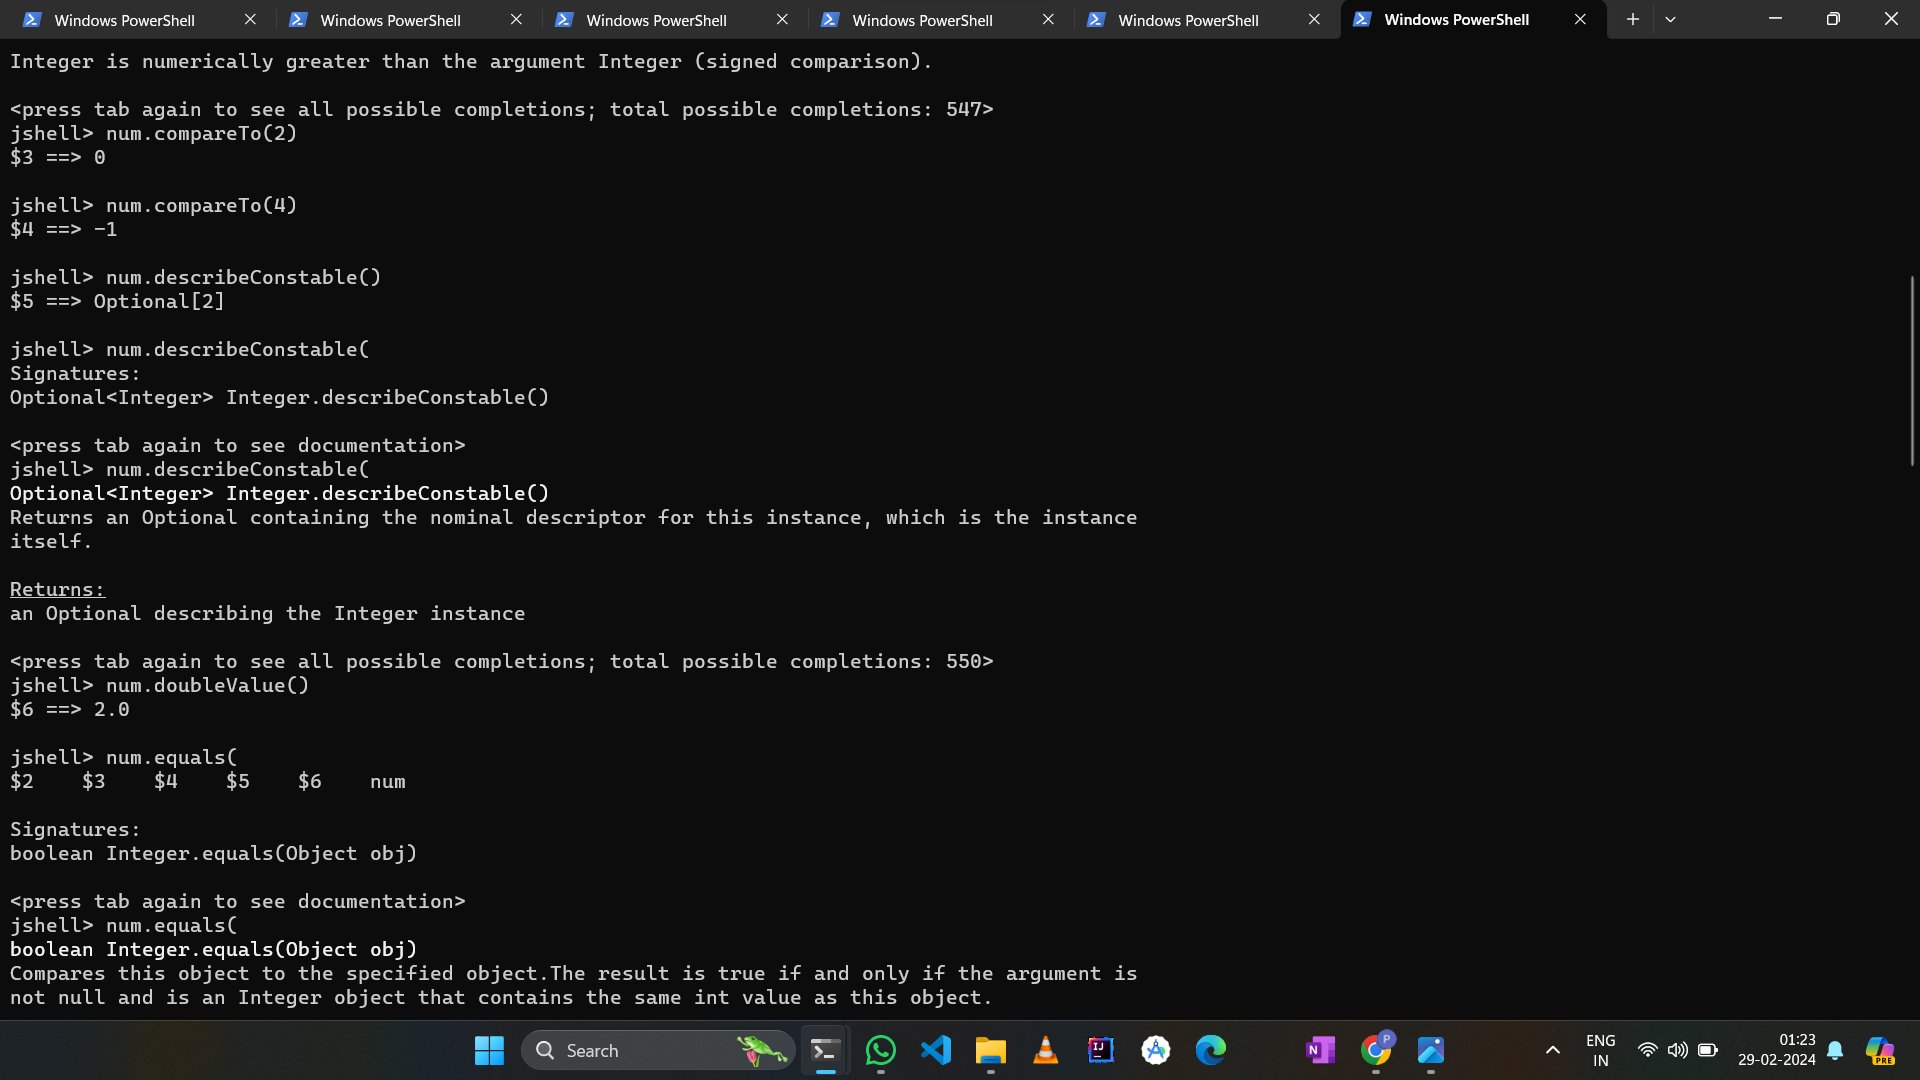 Windows PowerShell Windows PowerShell Windows PowerShell Windows PowerShell Windows PowerShell Windows PowerShell
Integer is numerically greater than the argument Integer (signed comparison).
<press tab again to see all possible completions; total possible completions: 547>
jshell> num.compareTo(2)
$3 ==> 0
jshell> num.compareTo(4)
$4 ==> -1
jshell> num.describeConstable()
$5 ==> Optional[2]
jshell> num.describeConstable(
Signatures:
Optional<Integer> Integer.describeConstable()
<press tab again to see documentation>
jshell> num.describeConstable(
Optional<Integer> Integer.describeConstable()
Returns an Optional containing the nominal descriptor for this instance, which is the instance
itself.
Returns:
an Optional describing the Integer instance
<press tab again to see all possible completions; total possible completions: 550>
jshell> num.doubleValue()
$6 ==> 2.0
jshell> num.equals(
$2 $3 $4 $5 $6 num
Signatures:
boolean Integer.equals(Object obj)
<press tab again to see documentation>
jshell> num.equals(
boolean Integer.equals(Object obj)
Compares this object to the specified object.The result is true if and only if the argument is
not null and is an Integer object that contains the same int value as this object.
Search
IJ
N
P
ENG
IN
01:23
29-02-2024
PRE